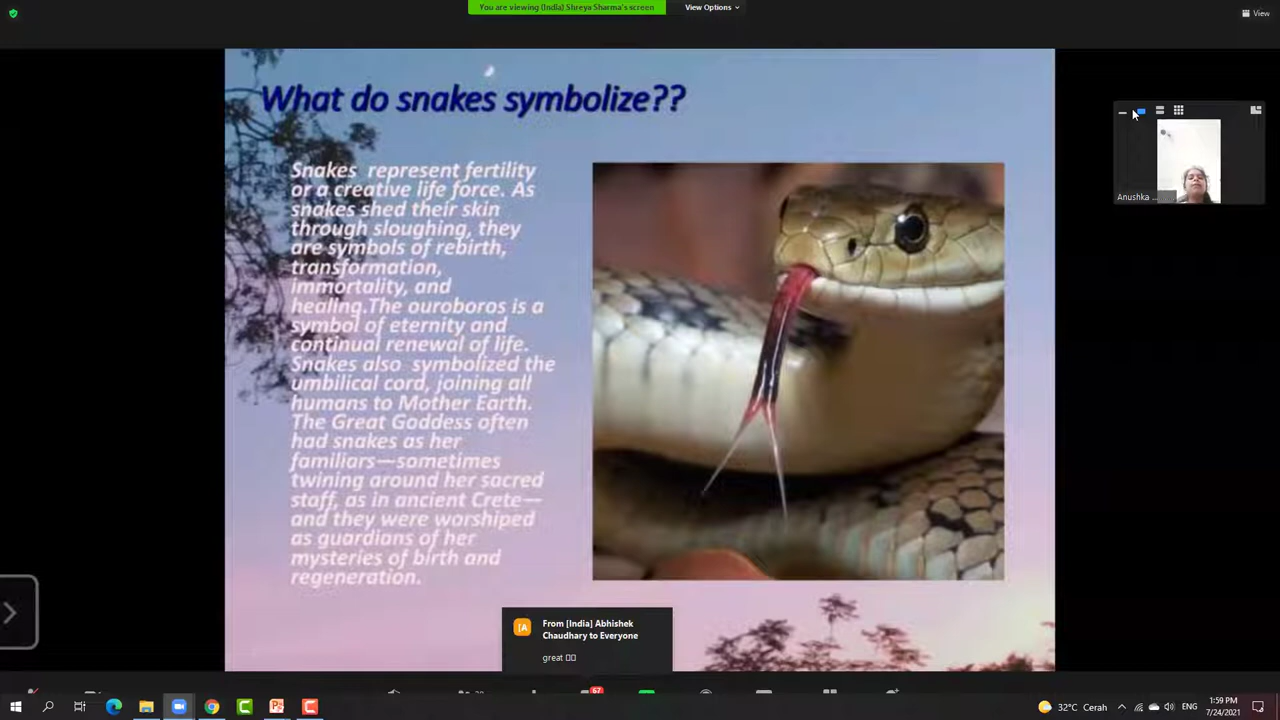 You are viewing (India) Shreya Sharma's screen
View Options
View
What do snakes symbolize??
Snakes represent fertility
or a creative life force. As
snakes shed their skin
through sloughing, they
are symbols of rebirth,
transformation,
immortality, and
healing.The ouroboros is a
symbol of eternity and
continual renewal of life.
Snakes also symbolized the
umbilical cord, joining all
humans to Mother Earth.
The Great Goddess often
had snakes as her
familiars—sometimes
twining around her sacred
staff, as in ancient Crete—
and they were worshiped
as guardians of her
mysteries of birth and
regeneration.
Anushka ...
[A
From [India] Abhishek
Chaudhary to Everyone
great
67
32°C Cerah
ENG
1:59 PM
7/24/2021